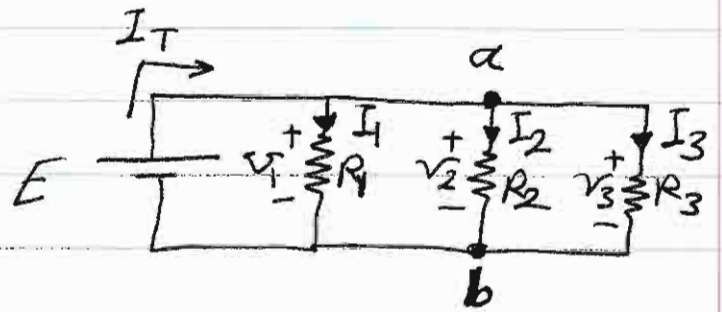 I_T
a
E
+ V_1 - R_1 I_1
+ V_2 - R_2 I_2
+ V_3 - R_3 I_3
b